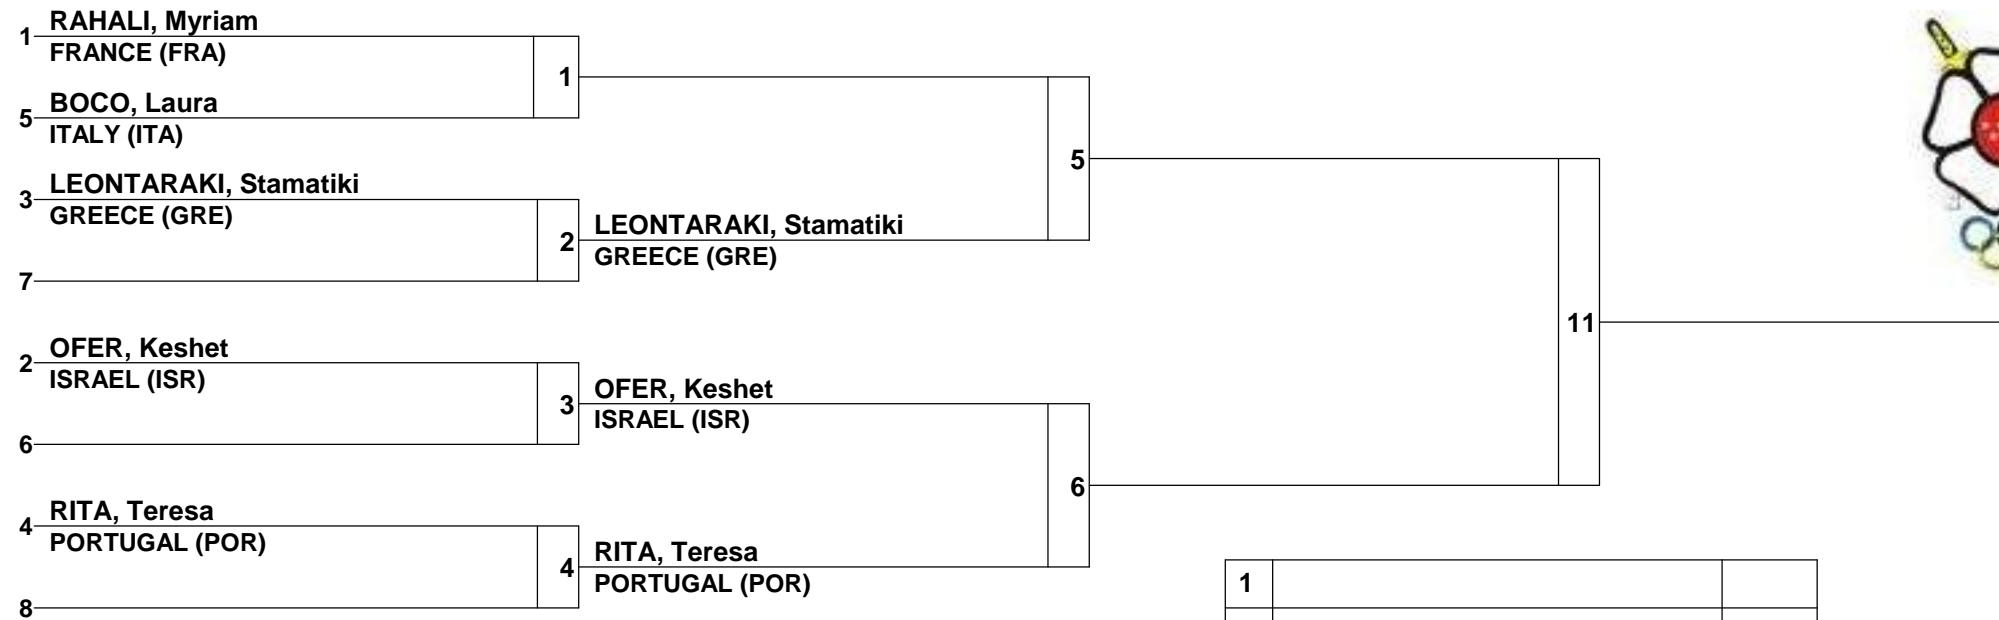 RAHALI, Myriam
1
FRANCE (FRA)
1
BOCO, Laura
5
ITALY (ITA)
5
LEONTARAKI, Stamatiki
3
GREECE (GRE)
2
LEONTARAKI, Stamatiki
GREECE (GRE)
7
11
OFER, Keshet
2
ISRAEL (ISR)
3
OFER, Keshet
ISRAEL (ISR)
6
6
RITA, Teresa
4
PORTUGAL (POR)
4
RITA, Teresa
PORTUGAL (POR)
8
1